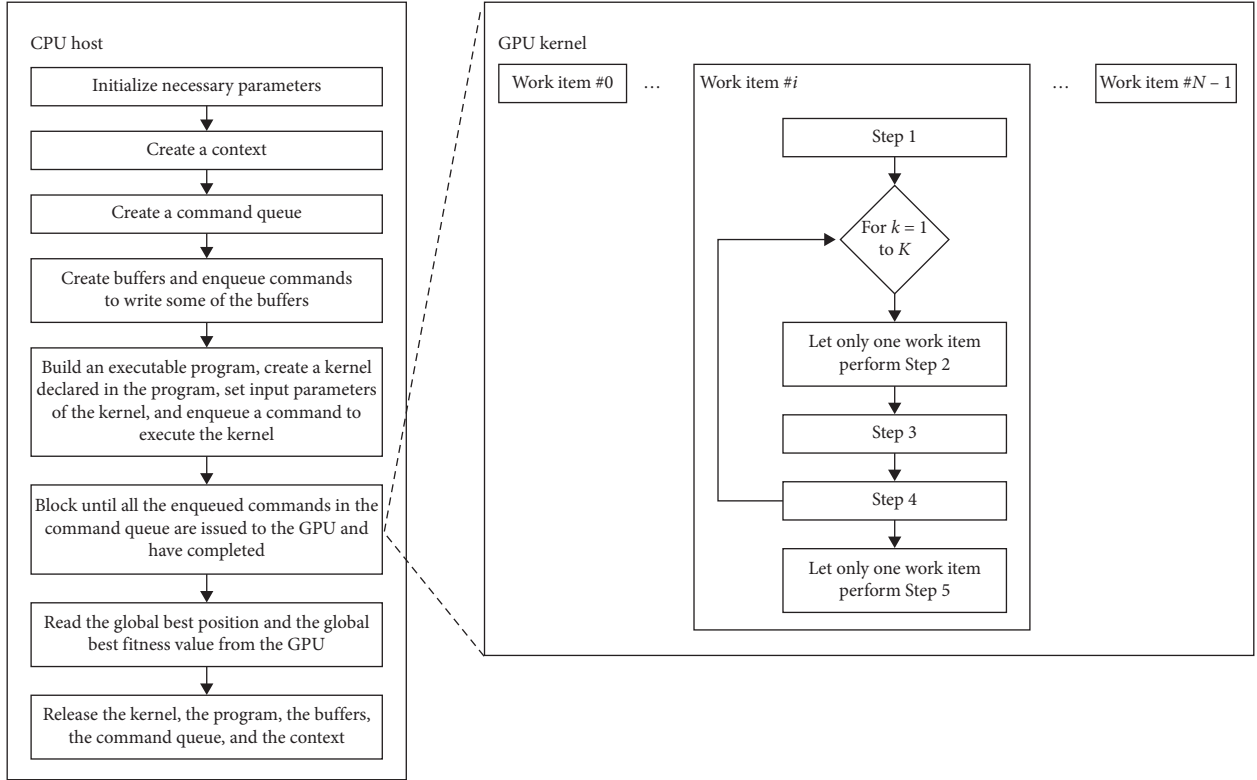 CPU host
Initialize necessary parameters
Create a context
Create a command queue
Create buffers and enqueue commands
to write some of the buffers
Build an executable program, create a kernel
declared in the program, set input parameters
of the kernel, and enqueue a command to
execute the kernel
Block until all the enqueued commands in the
command queue are issued to the GPU and
have completed
Read the global best position and the global
best fitness value from the GPU
Release the kernel, the program, the buffers,
the command queue, and the context
GPU kernel
Work item #0
…
Work item #i
…
Work item #N – 1
Step 1
For k = 1
to K
Let only one work item
perform Step 2
Step 3
Step 4
Let only one work item
perform Step 5